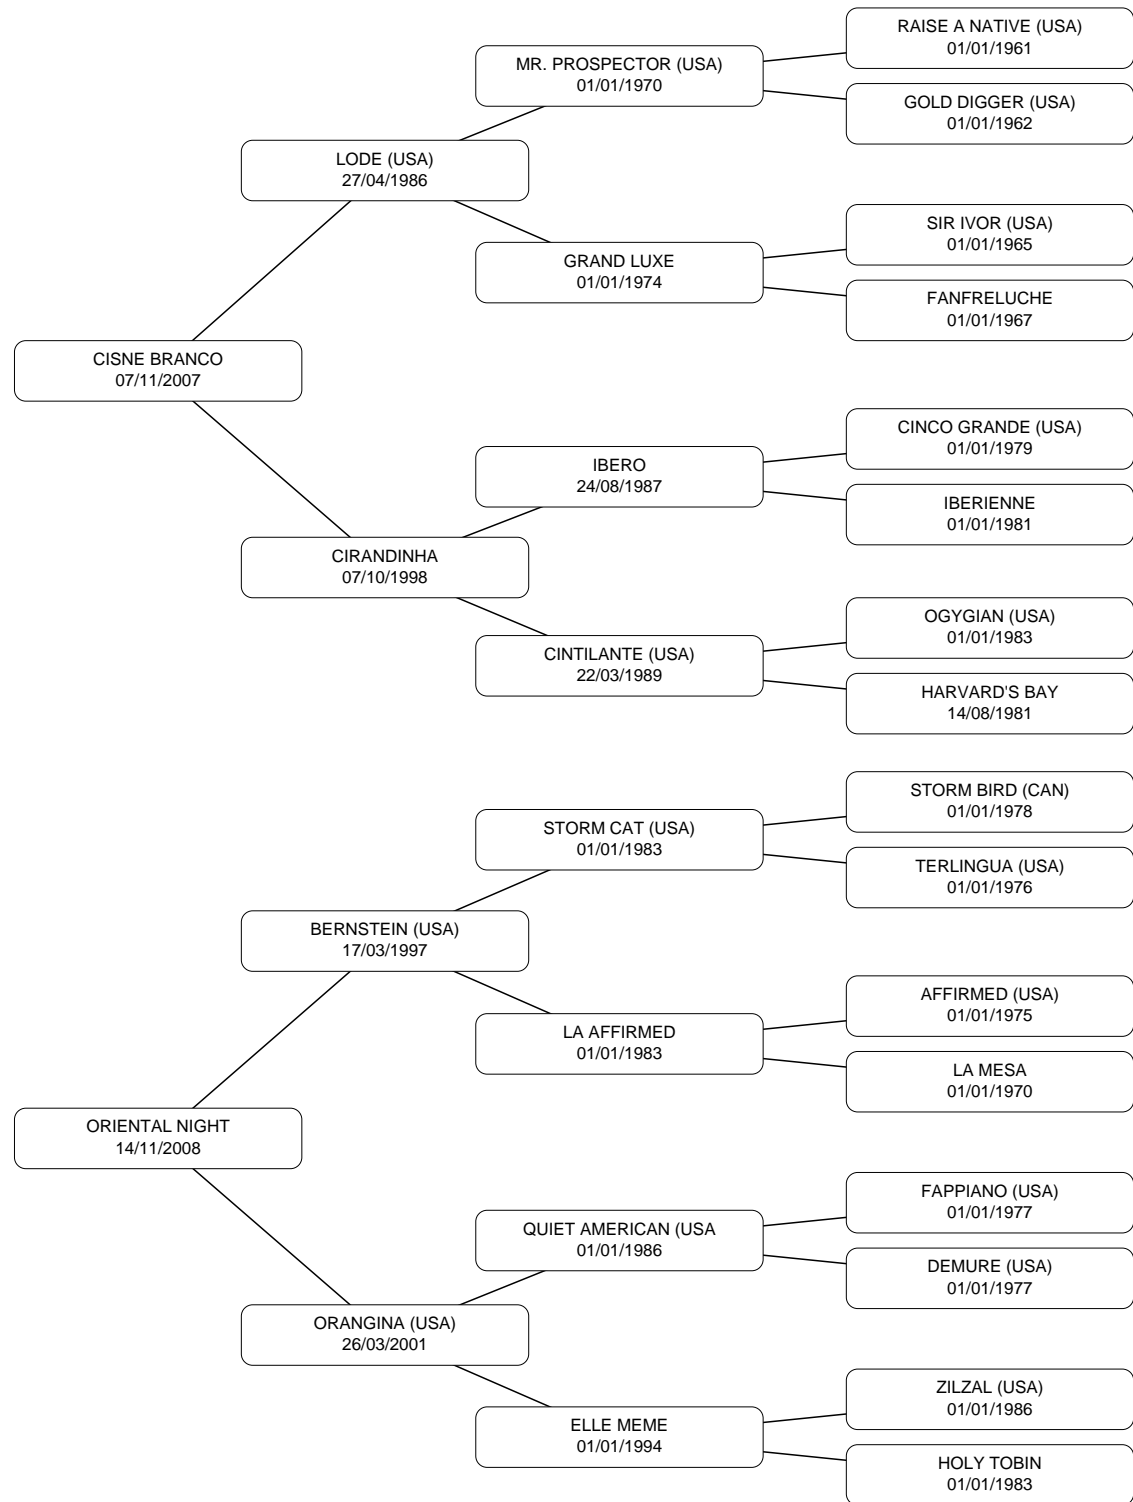 RAISE A NATIVE (USA)
01/01/1961
MR. PROSPECTOR (USA)
01/01/1970
GOLD DIGGER (USA)
01/01/1962
LODE (USA)
27/04/1986
SIR IVOR (USA)
01/01/1965
GRAND LUXE
01/01/1974
FANFRELUCHE
01/01/1967
CISNE BRANCO
07/11/2007
CINCO GRANDE (USA)
01/01/1979
IBERO
24/08/1987
IBERIENNE
01/01/1981
CIRANDINHA
07/10/1998
OGYGIAN (USA)
01/01/1983
CINTILANTE (USA)
22/03/1989
HARVARD'S BAY
14/08/1981
STORM BIRD (CAN)
01/01/1978
STORM CAT (USA)
01/01/1983
TERLINGUA (USA)
01/01/1976
BERNSTEIN (USA)
17/03/1997
AFFIRMED (USA)
01/01/1975
LA AFFIRMED
01/01/1983
LA MESA
01/01/1970
ORIENTAL NIGHT
14/11/2008
FAPPIANO (USA)
01/01/1977
QUIET AMERICAN (USA
01/01/1986
DEMURE (USA)
01/01/1977
ORANGINA (USA)
26/03/2001
ZILZAL (USA)
01/01/1986
ELLE MEME
01/01/1994
HOLY TOBIN
01/01/1983